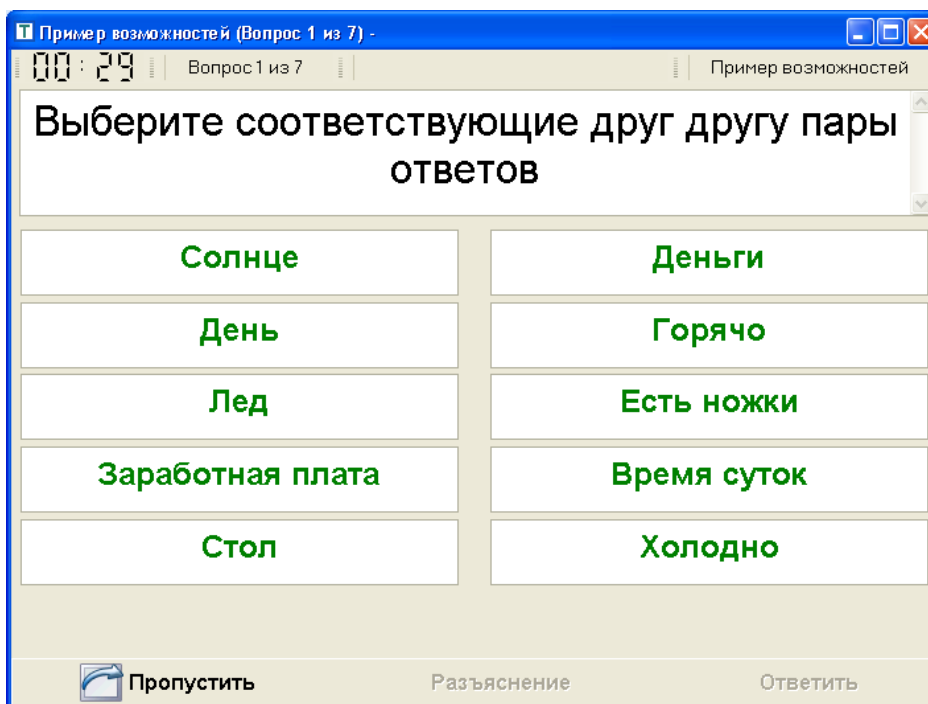 Пример возможностей (Вопрос 1 из 7) -
00:29 Вопрос 1 из 7 Пример возможностей
Выберите соответствующие друг другу пары
ответов
Солнце Деньги
День Горячо
Лед Есть ножки
Заработная плата Время суток
Стол Холодно
Пропустить Разъяснение Ответить